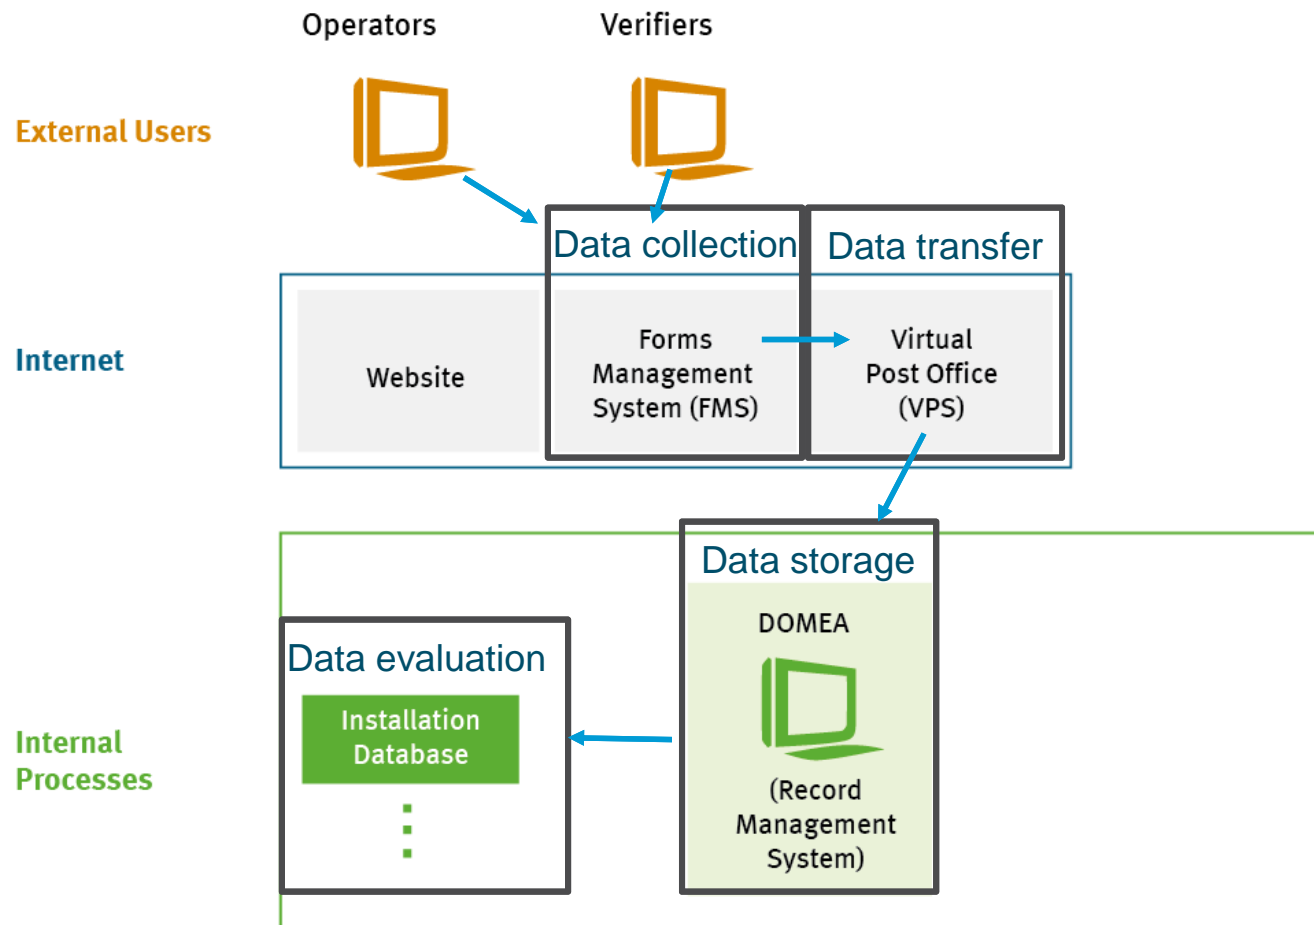 Operators
Verifiers
External Users
Data collection
Data transfer
Internet
Website
Forms
Management
System (FMS)
Virtual
Post Office
(VPS)
Data storage
DOMEA
(Record
Management
System)
Data evaluation
Installation
Database
Internal
Processes